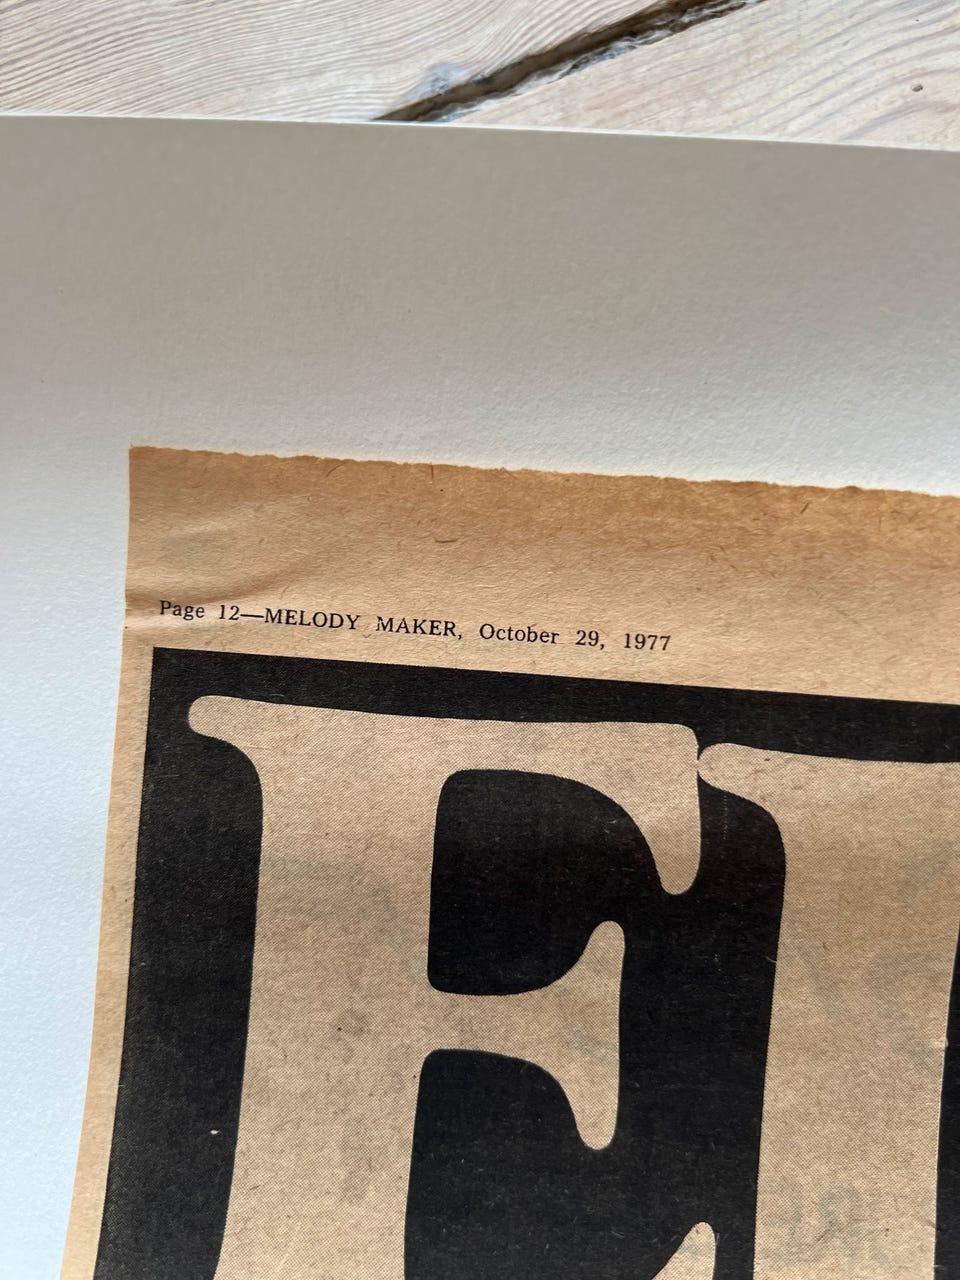 Page 12—MELODY MAKER, October 29, 1977
E